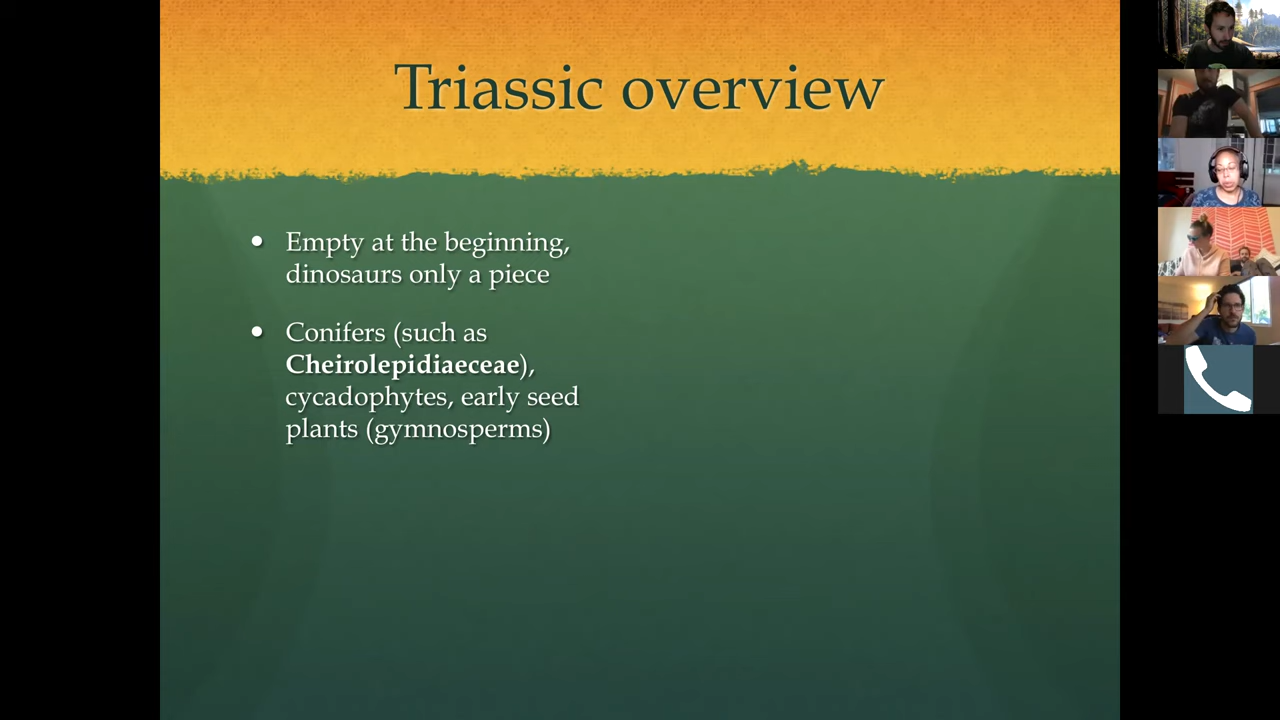 Triassic overview
• Empty at the beginning,
dinosaurs only a piece
• Conifers (such as
Cheirolepidiaeceae),
cycadophytes, early seed
plants (gymnosperms)